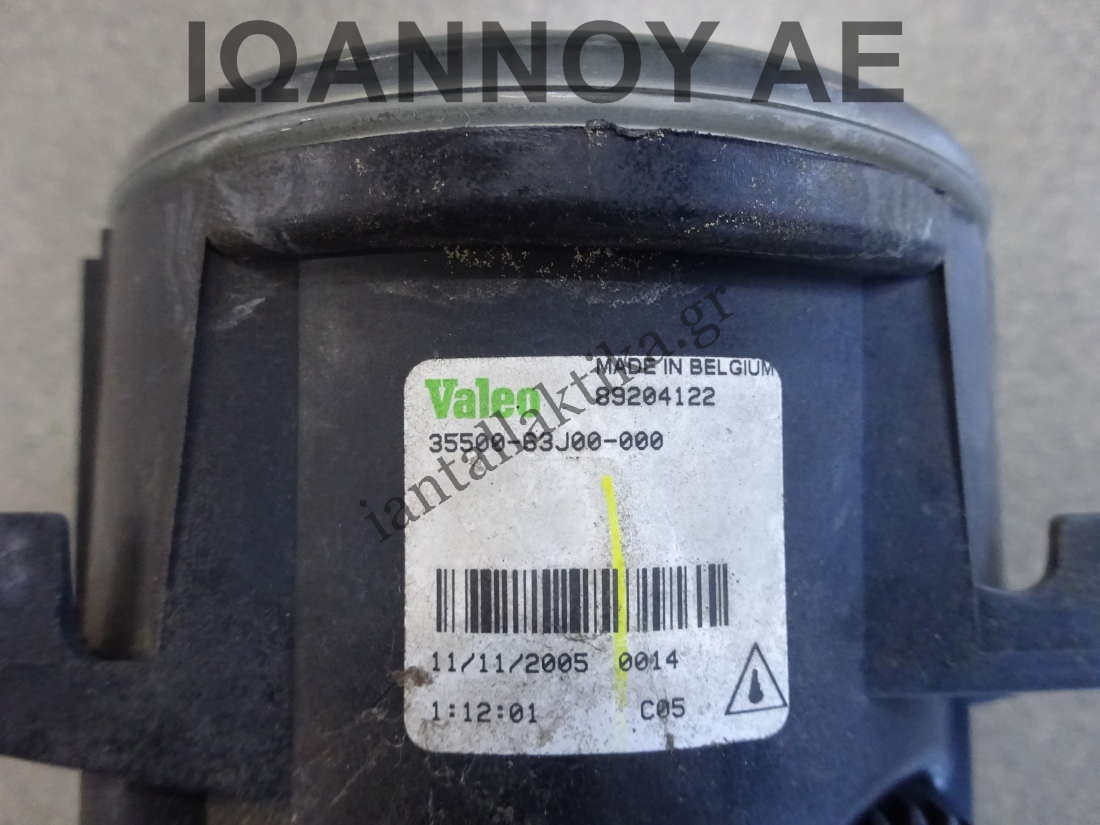 ΙΩΑΝΝΟΥ ΑΕ
MADE IN BELGIUM
Valeo 89204122
35500-63J00-000
iantallaktika.gr
11/11/2005 0014
1:12:01 C05